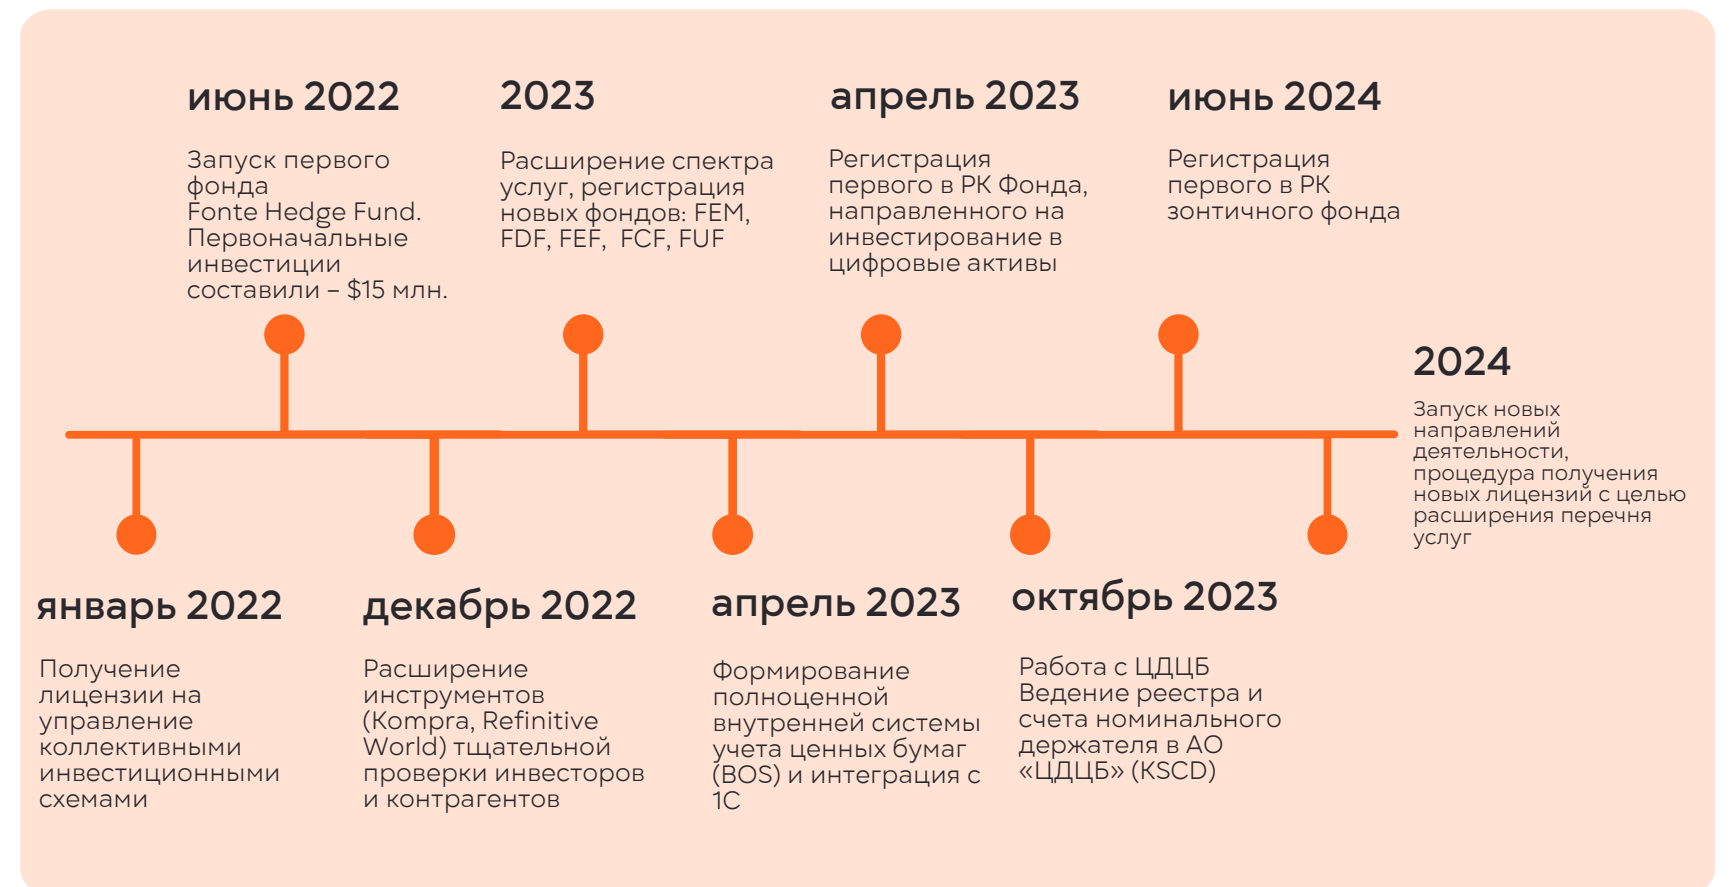 июнь 2022
Запуск первого
фонда
Fonte Hedge Fund.
Первоначальные
инвестиции
составили – $15 млн.
2023
Расширение спектра
услуг, регистрация
новых фондов: FEM,
FDF, FEF, FCF, FUF
апрель 2023
Регистрация
первого в РК Фонда,
направленного на
инвестирование в
цифровые активы
июнь 2024
Регистрация
первого в РК
зонтичного фонда
2024
Запуск новых
направлений
деятельности,
процедура получения
новых лицензий с целью
расширения перечня
услуг
январь 2022
Получение
лицензии на
управление
коллективными
инвестиционными
схемами
декабрь 2022
Расширение
инструментов
(Kompra, Refinitive
World) тщательной
проверки инвесторов
и контрагентов
апрель 2023
Формирование
полноценной
внутренней системы
учета ценных бумаг
(BOS) и интеграция с
1С
октябрь 2023
Работа с ЦДЦБ
Ведение реестра и
счета номинального
держателя в АО
«ЦДЦБ» (KSCD)